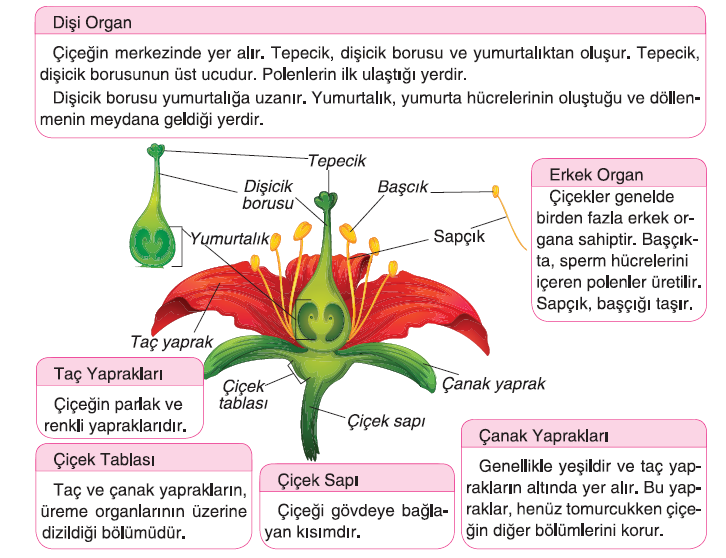 Dişi Organ
Çiçeğin merkezinde yer alır. Tepecik, dişicik borusu ve yumurtalıktan oluşur. Tepecik,
dişicik borusunun üst ucudur. Polenlerin ilk ulaştığı yerdir.
Dişicik borusu yumurtalığa uzanır. Yumurtalık, yumurta hücrelerinin oluştuğu ve döllen-
menin meydana geldiği yerdir.
Tepecik
Dişicik
borusu
Başcık
Yumurtalık
Sapçık
Erkek Organ
Çiçekler genelde
birden fazla erkek or-
gana sahiptir. Başçık-
ta, sperm hücrelerini
içeren polenler üretilir.
Sapçık, başçığı taşır.
Taç yaprak
Çiçek
tablası
Çanak yaprak
Çiçek sapı
Taç Yaprakları
Çiçeğin parlak ve
renkli yapraklarıdır.
Çiçek Tablası
Taç ve çanak yaprakların,
üreme organlarının üzerine
dizildiği bölümüdür.
Çiçek Sapı
Çiçeği gövdeye bağla-
yan kısımdır.
Çanak Yaprakları
Genellikle yeşildir ve taç yap-
rakların altında yer alır. Bu yap-
raklar, henüz tomurcukken çiçe-
ğin diğer bölümlerini korur.